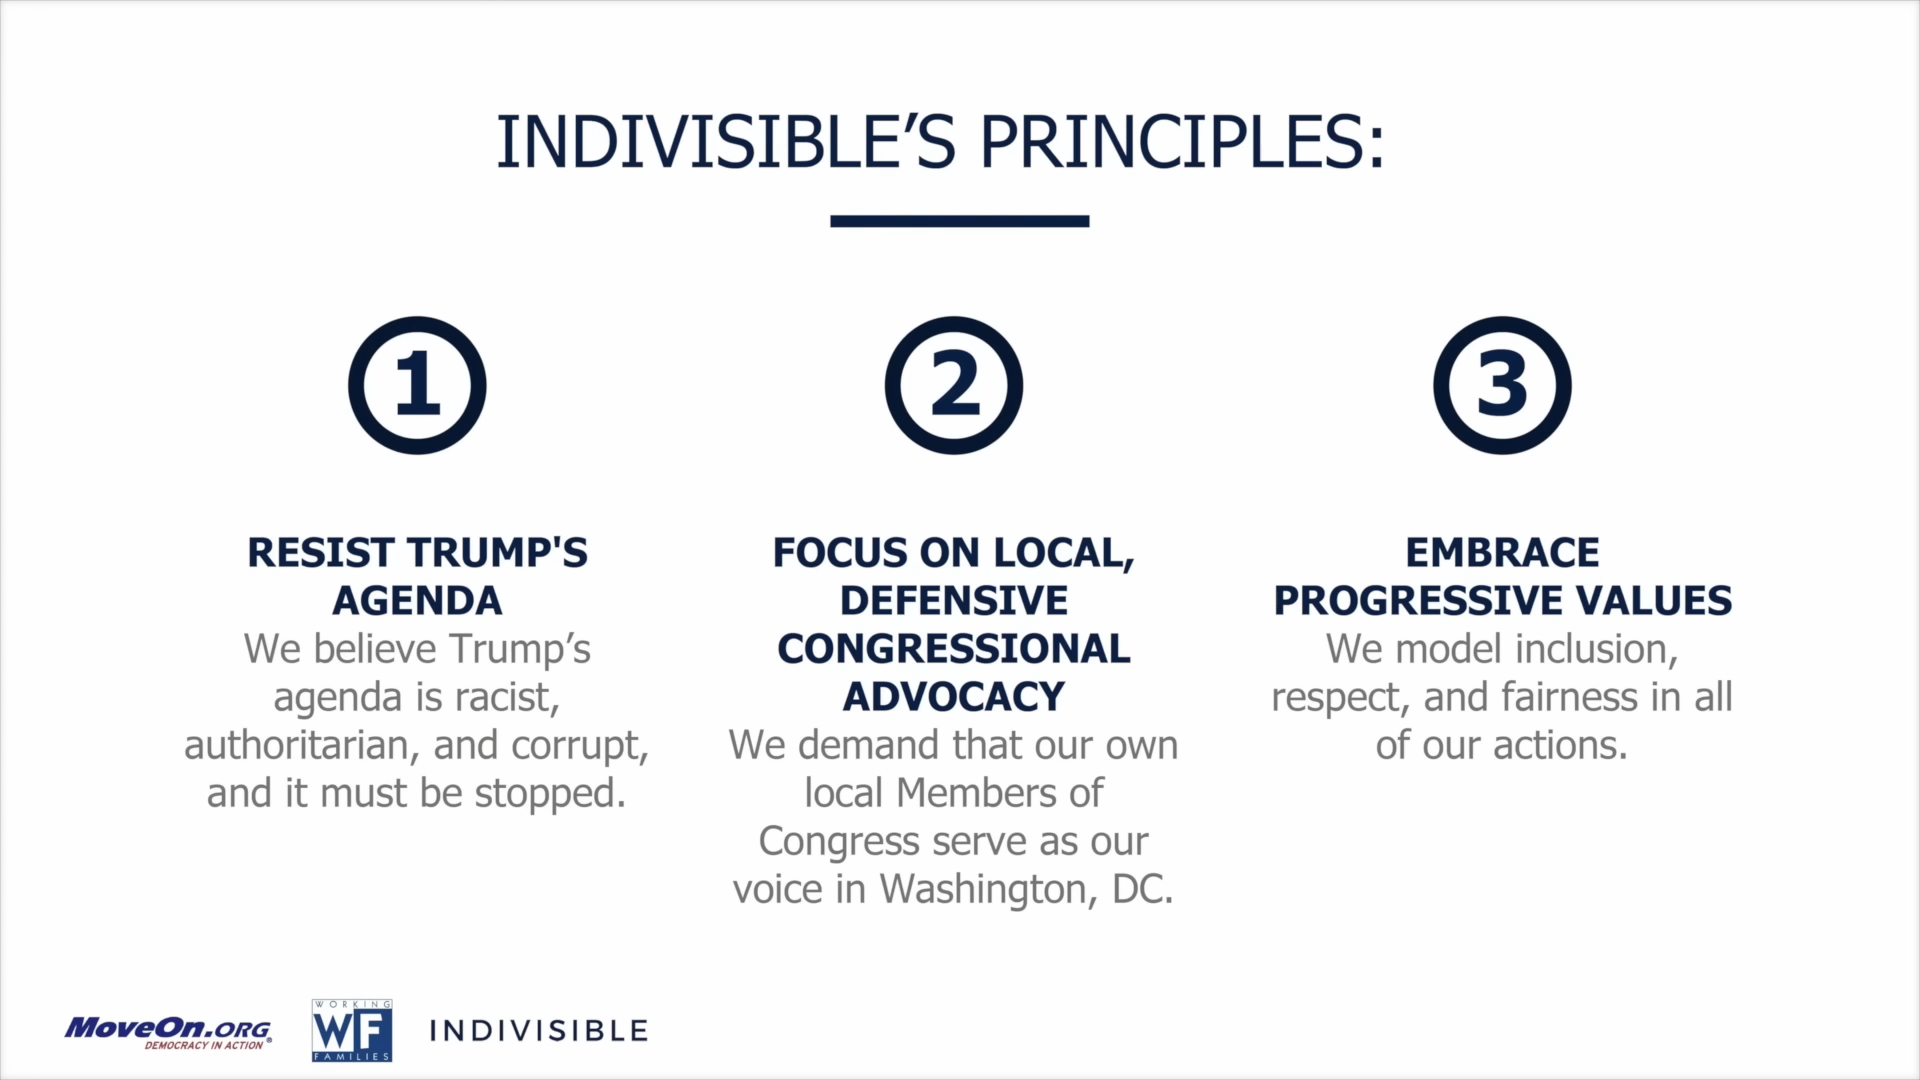 INDIVISIBLE’S PRINCIPLES:
1
RESIST TRUMP'S
AGENDA
We believe Trump’s
agenda is racist,
authoritarian, and corrupt,
and it must be stopped.
2
FOCUS ON LOCAL,
DEFENSIVE
CONGRESSIONAL
ADVOCACY
We demand that our own
local Members of
Congress serve as our
voice in Washington, DC.
3
EMBRACE
PROGRESSIVE VALUES
We model inclusion,
respect, and fairness in all
of our actions.
MoveOn.ORG®
DEMOCRACY IN ACTION
WORKING
WF
FAMILIES
INDIVISIBLE